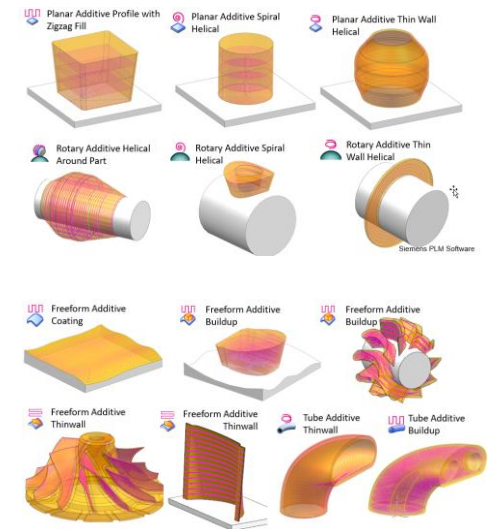 Planar Additive Profile with
Zigzag Fill
Planar Additive Spiral
Helical
Planar Additive Thin Wall
Helical
Rotary Additive Helical
Around Part
Rotary Additive Spiral
Helical
Rotary Additive Thin
Wall Helical
Siemens PLM Software
Freeform Additive
Coating
Freeform Additive
Buildup
Freeform Additive
Buildup
Freeform Additive
Thinwall
Freeform Additive
Thinwall
Tube Additive
Thinwall
Tube Additive
Buildup